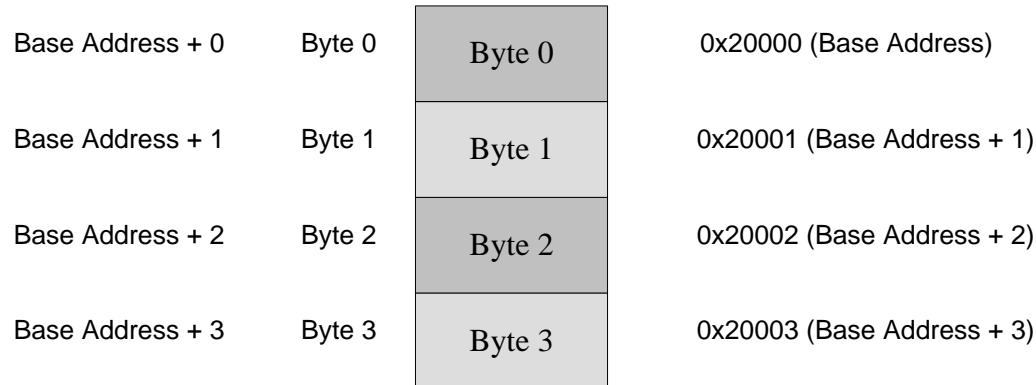 Base Address + 0 Byte 0 Byte 0 0x20000 (Base Address)
Base Address + 1 Byte 1 Byte 1 0x20001 (Base Address + 1)
Base Address + 2 Byte 2 Byte 2 0x20002 (Base Address + 2)
Base Address + 3 Byte 3 Byte 3 0x20003 (Base Address + 3)